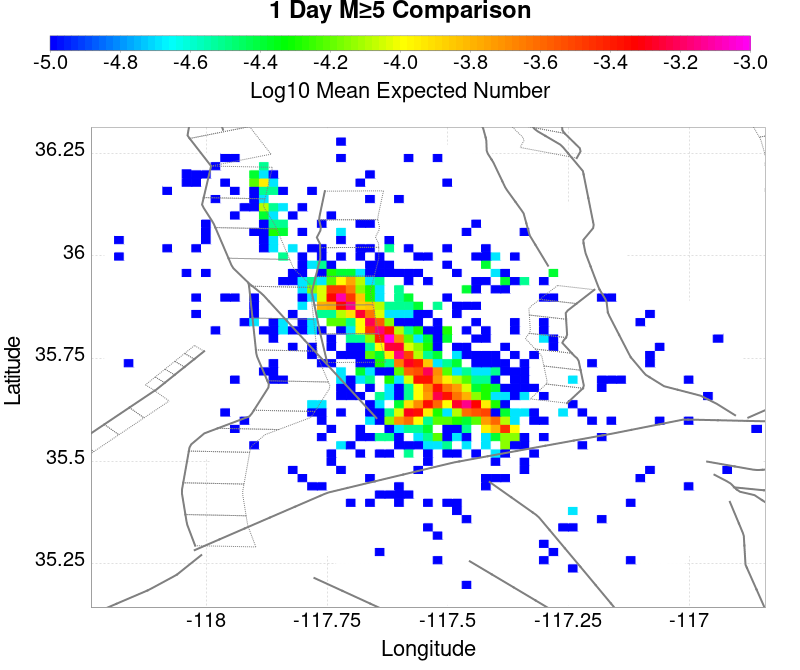 1 Day M≥5 Comparison
-5.0 -4.8 -4.6 -4.4 -4.2 -4.0 -3.8 -3.6 -3.4 -3.2 -3.0
Log10 Mean Expected Number
36.25
36
35.75
35.5
35.25
Latitude
-118 -117.75 -117.5 -117.25 -117
Longitude